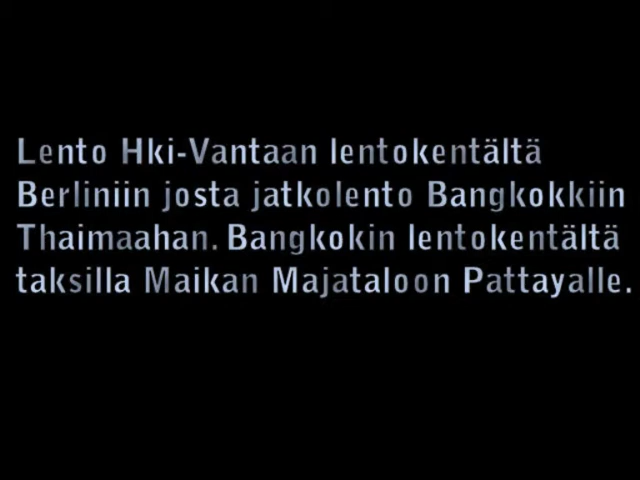 Lento Hki-Vantaan lentokentältä
Berliniin josta jatkolento Bangkokkiin
Thaimaahan. Bangkokin lentokentältä
taksilla Maikan Majataloon Pattayalle.